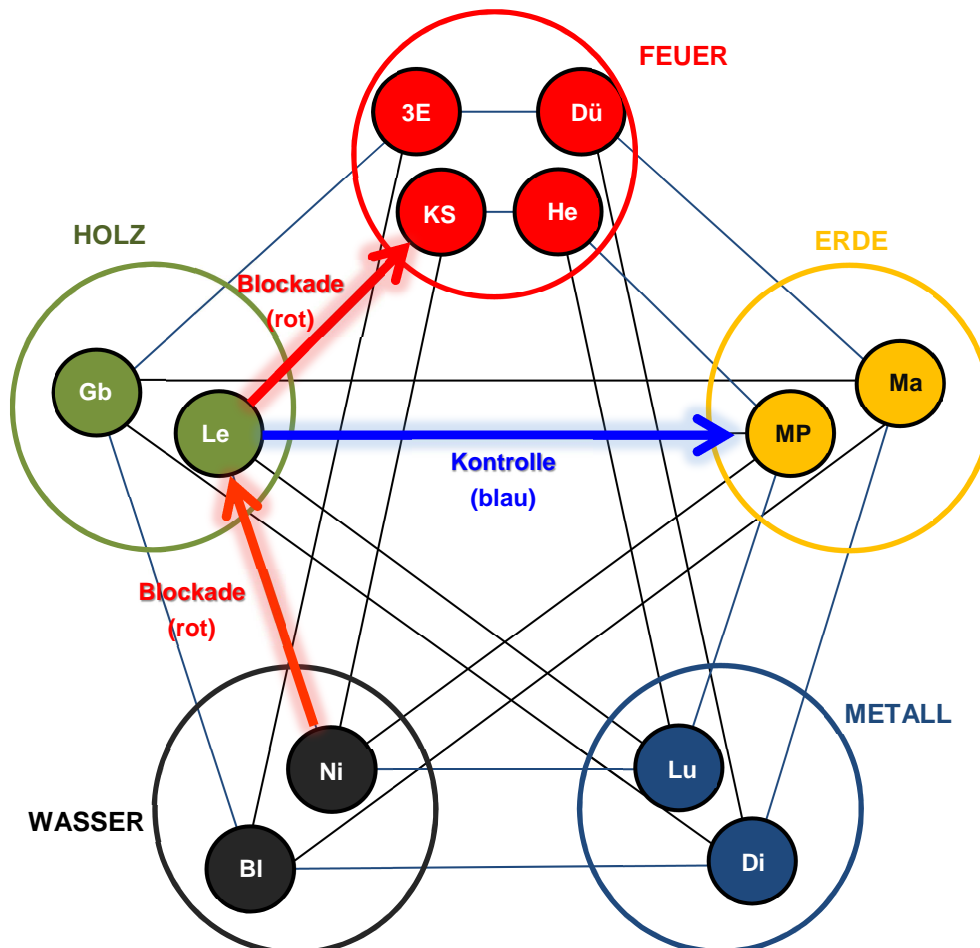 FEUER
3E
Dü
KS
He
HOLZ
ERDE
Blockade
(rot)
Gb
Ma
Le
MP
Kontrolle
(blau)
Blockade
(rot)
METALL
Ni
Lu
WASSER
Bl
Di